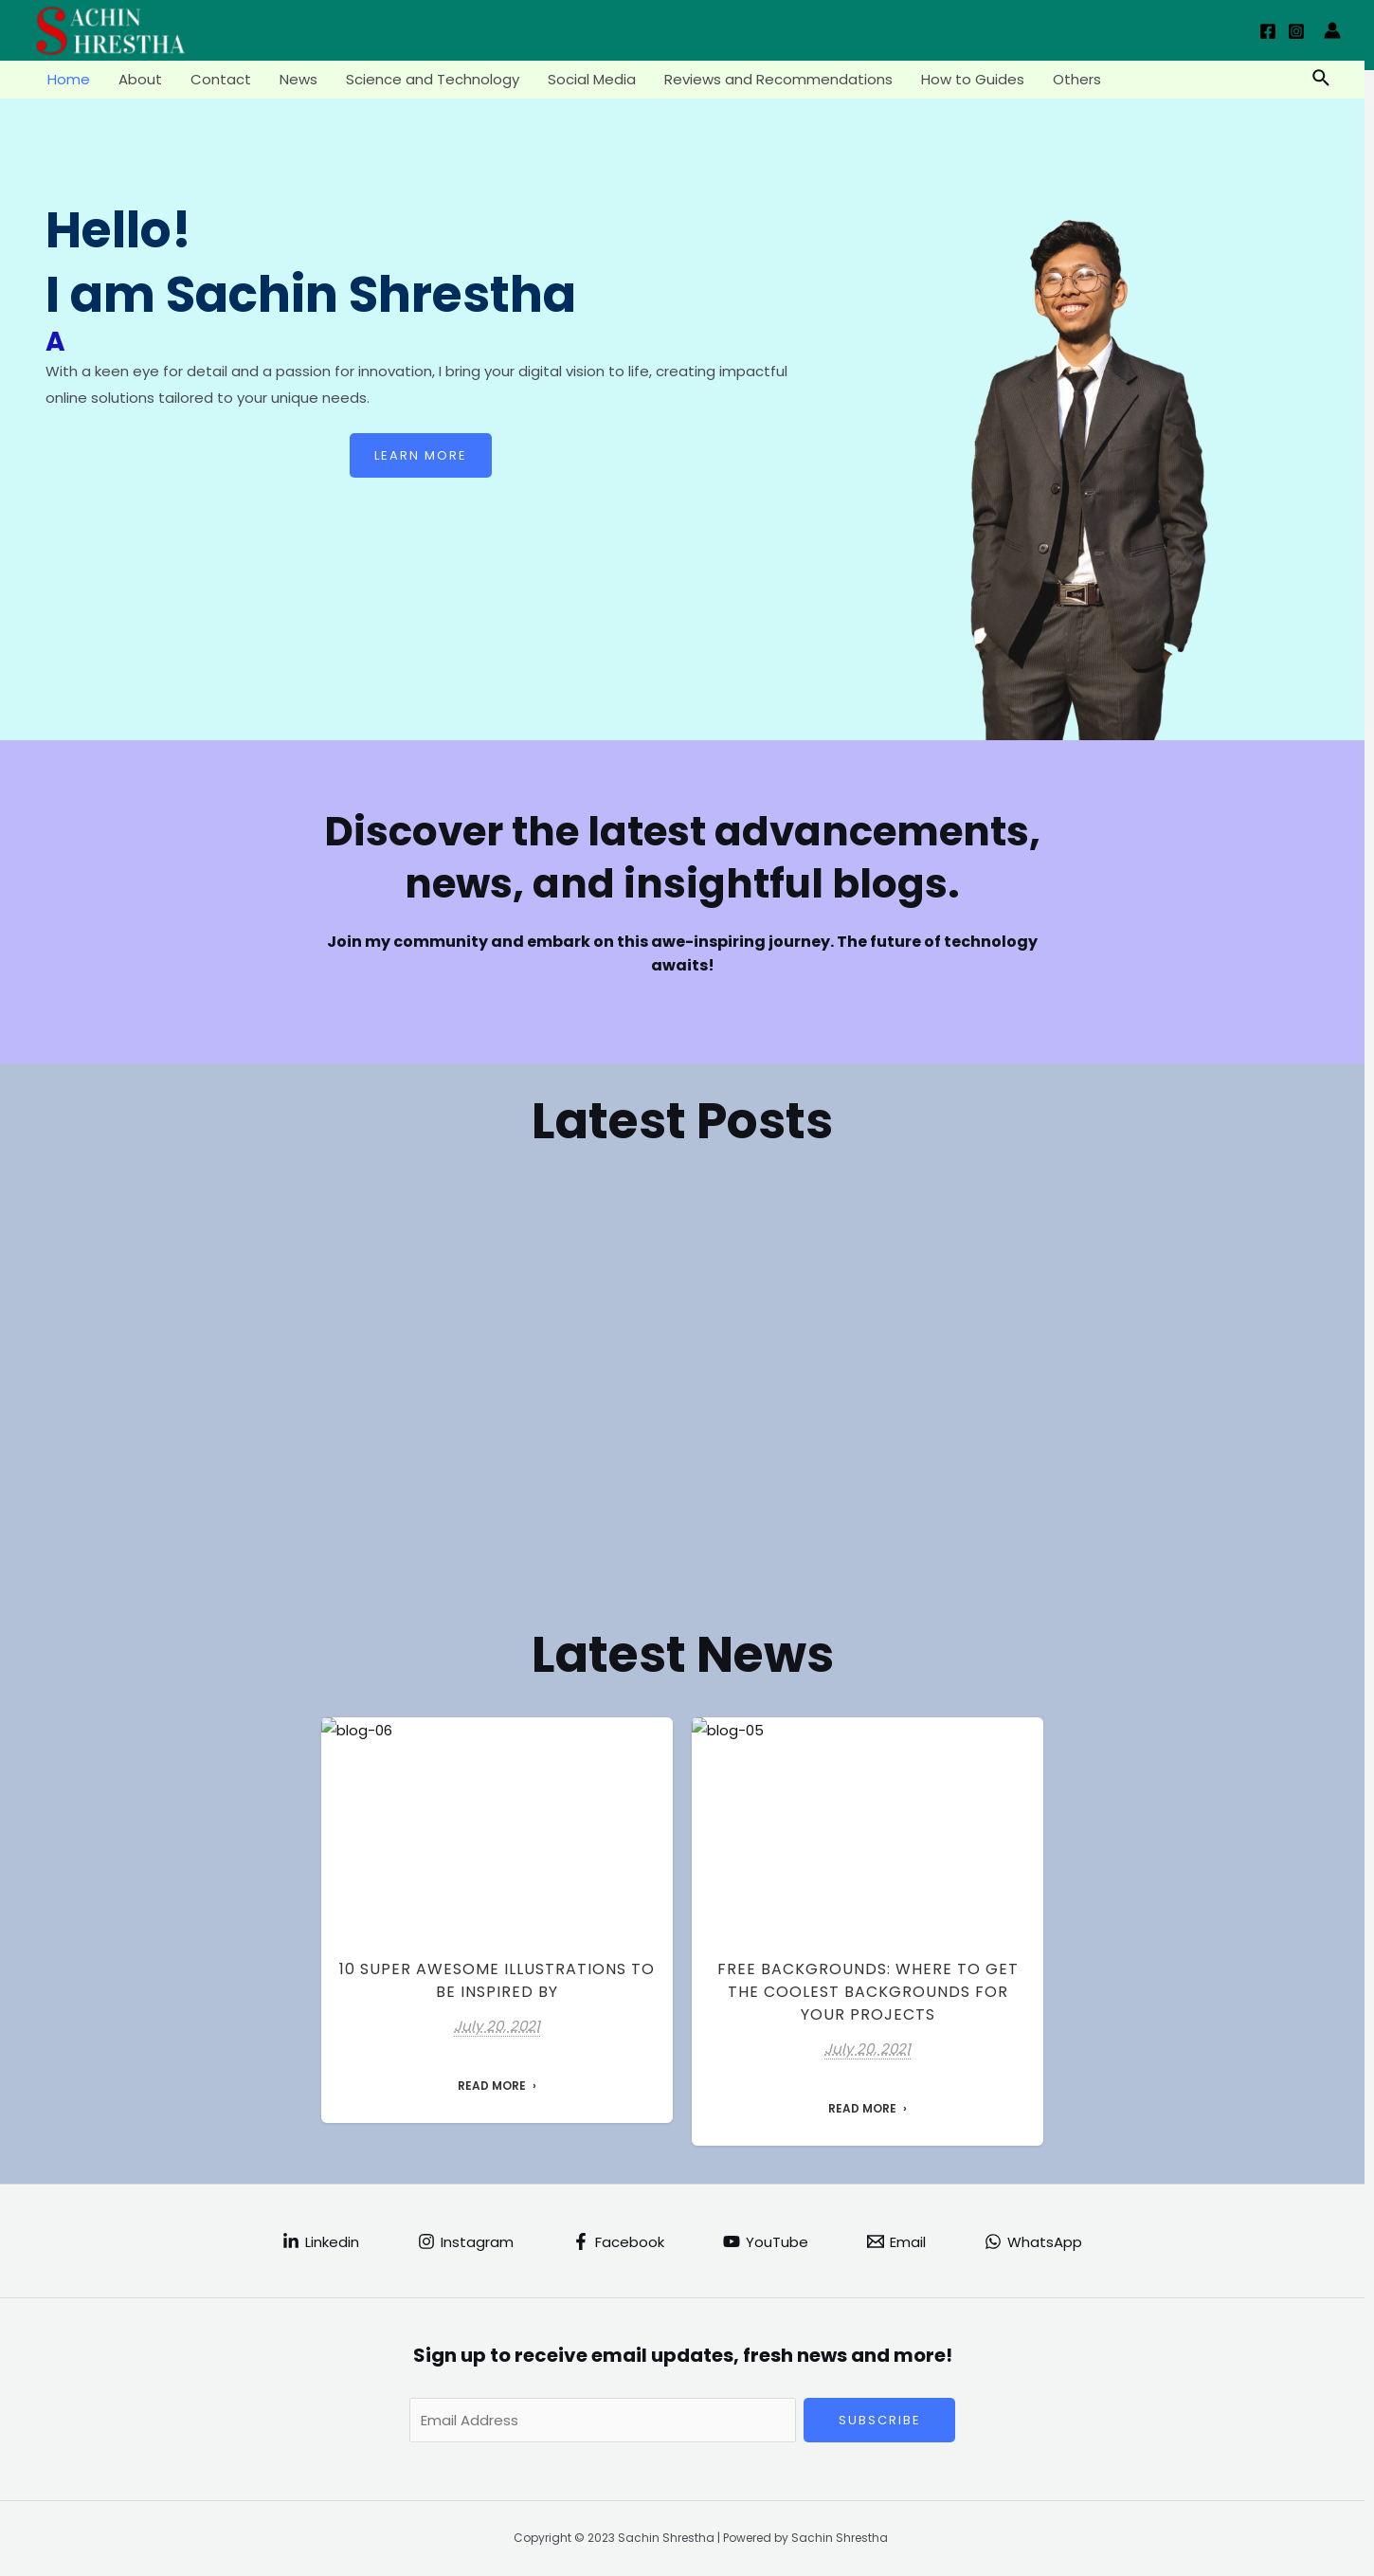 SACHIN
SHRESTHA
Home About Contact News Science and Technology Social Media Reviews and Recommendations How to Guides Others
Hello!
I am Sachin Shrestha
A
With a keen eye for detail and a passion for innovation, I bring your digital vision to life, creating impactful
online solutions tailored to your unique needs.
LEARN MORE
Discover the latest advancements,
news, and insightful blogs.
Join my community and embark on this awe-inspiring journey. The future of technology
awaits!
Latest Posts
Latest News
blog-06
10 SUPER AWESOME ILLUSTRATIONS TO
BE INSPIRED BY
July 20, 2021
READ MORE ›
blog-05
FREE BACKGROUNDS: WHERE TO GET
THE COOLEST BACKGROUNDS FOR
YOUR PROJECTS
July 20, 2021
READ MORE ›
Linkedin Instagram Facebook YouTube Email WhatsApp
Sign up to receive email updates, fresh news and more!
Email Address
SUBSCRIBE
Copyright © 2023 Sachin Shrestha | Powered by Sachin Shrestha